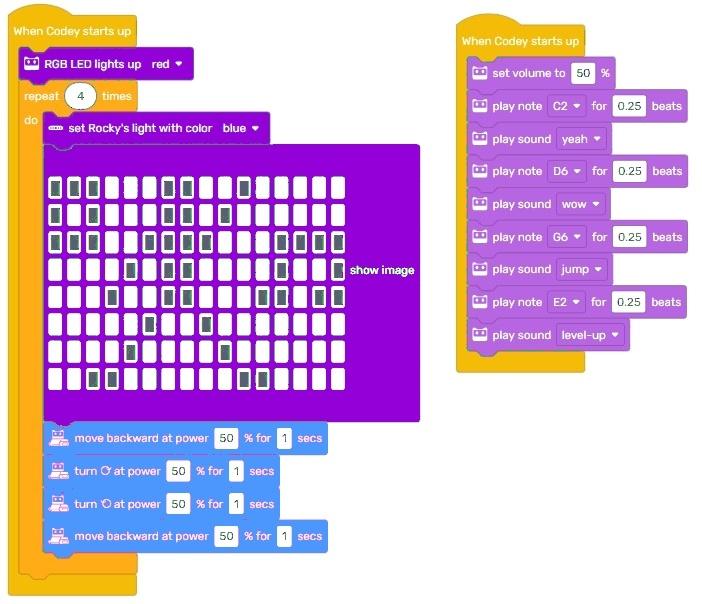 When Codey starts up
RGB LED lights up red
repeat 4 times
do
set Rocky's light with color blue
show image
move backward at power 50 % for 1 secs
turn at power 50 % for 1 secs
turn at power 50 % for 1 secs
move backward at power 50 % for 1 secs
When Codey starts up
set volume to 50 %
play note C2 for 0.25 beats
play sound yeah
play note D6 for 0.25 beats
play sound wow
play note G6 for 0.25 beats
play sound jump
play note E2 for 0.25 beats
play sound level-up